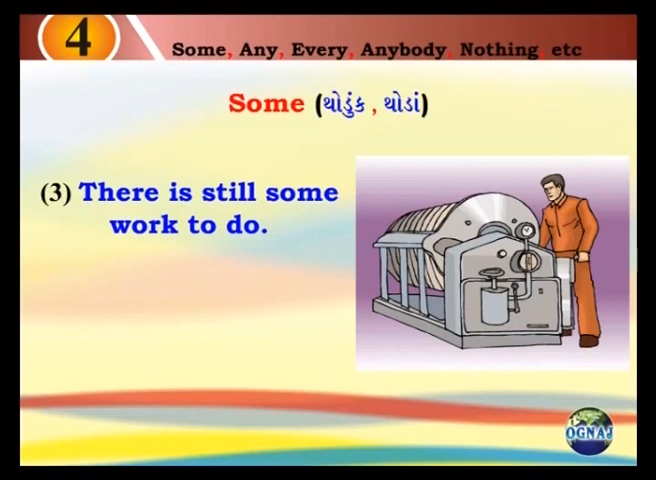 4
Some, Any, Every, Anybody, Nothing etc
Some (થોડુંક , થોડાં)
(3) There is still some
work to do.
OGNAJ